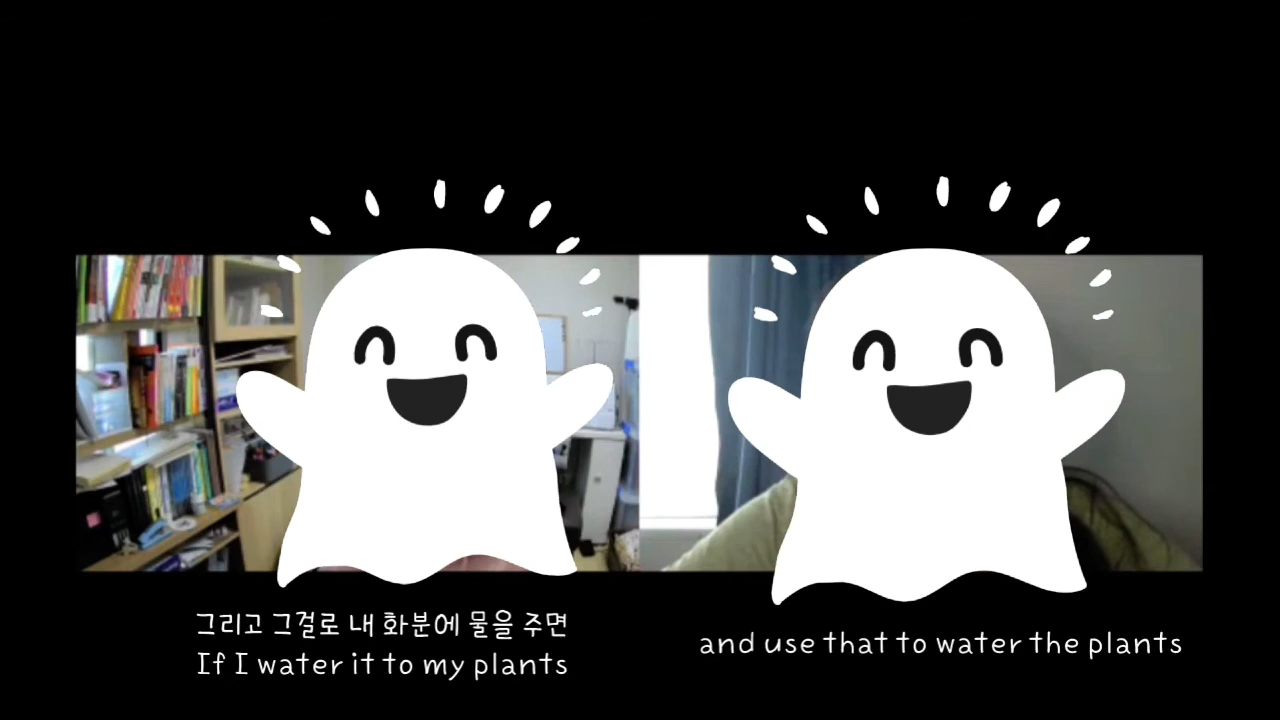 그리고 그걸로 내 화분에 물을 주면
If I water it to my plants
and use that to water the plants